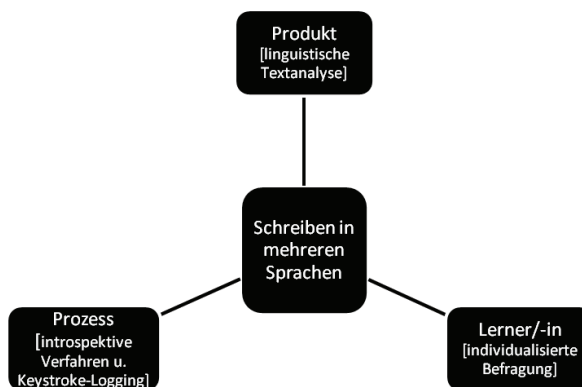 Produkt
[linguistische
Textanalyse]
Schreiben in
mehreren
Sprachen
Prozess
[introspektive
Verfahren u.
Keystroke-Logging]
Lerner/-in
[individualisierte
Befragung]